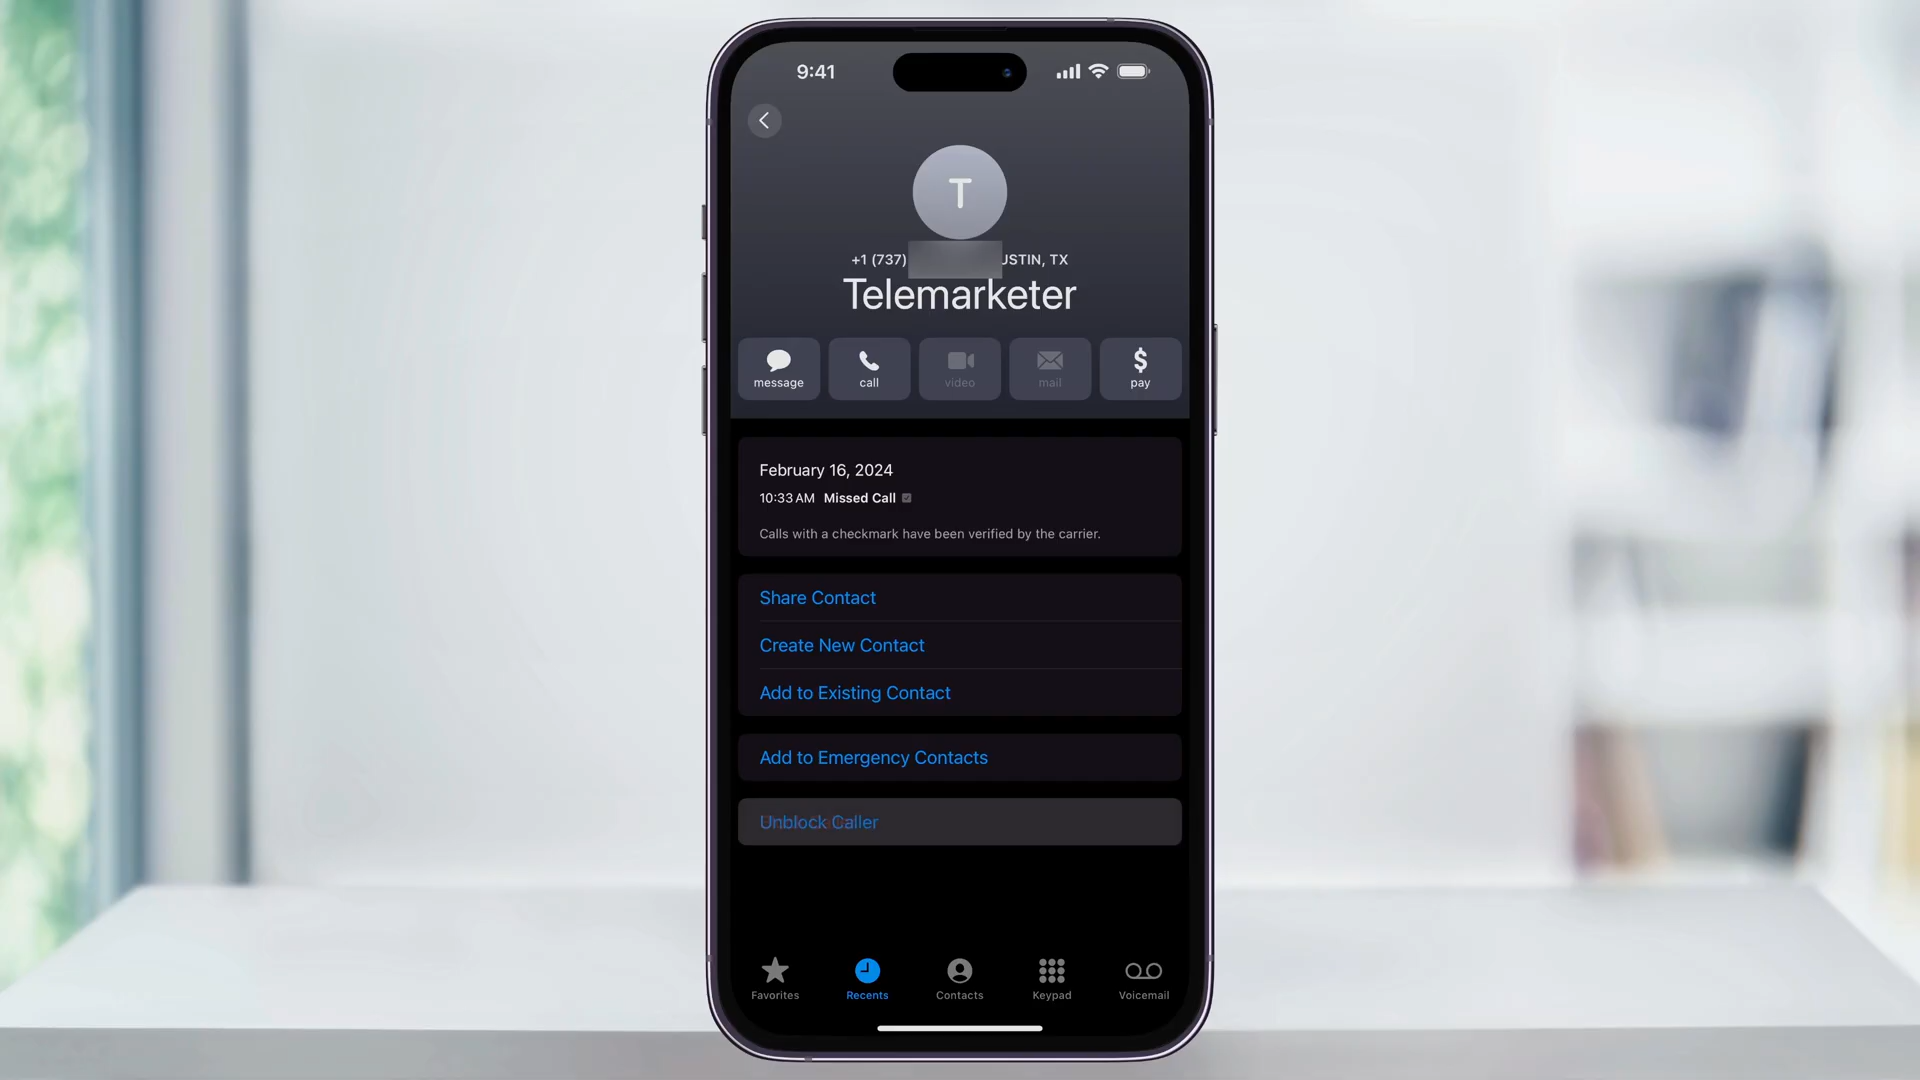 9:41
T
+1 (737) USTIN, TX
Telemarketer
message call video mail $ pay
February 16, 2024
10:33 AM Missed Call
Calls with a checkmark have been verified by the carrier.
Share Contact
Create New Contact
Add to Existing Contact
Add to Emergency Contacts
Unblock Caller
Favorites Recents Contacts Keypad Voicemail